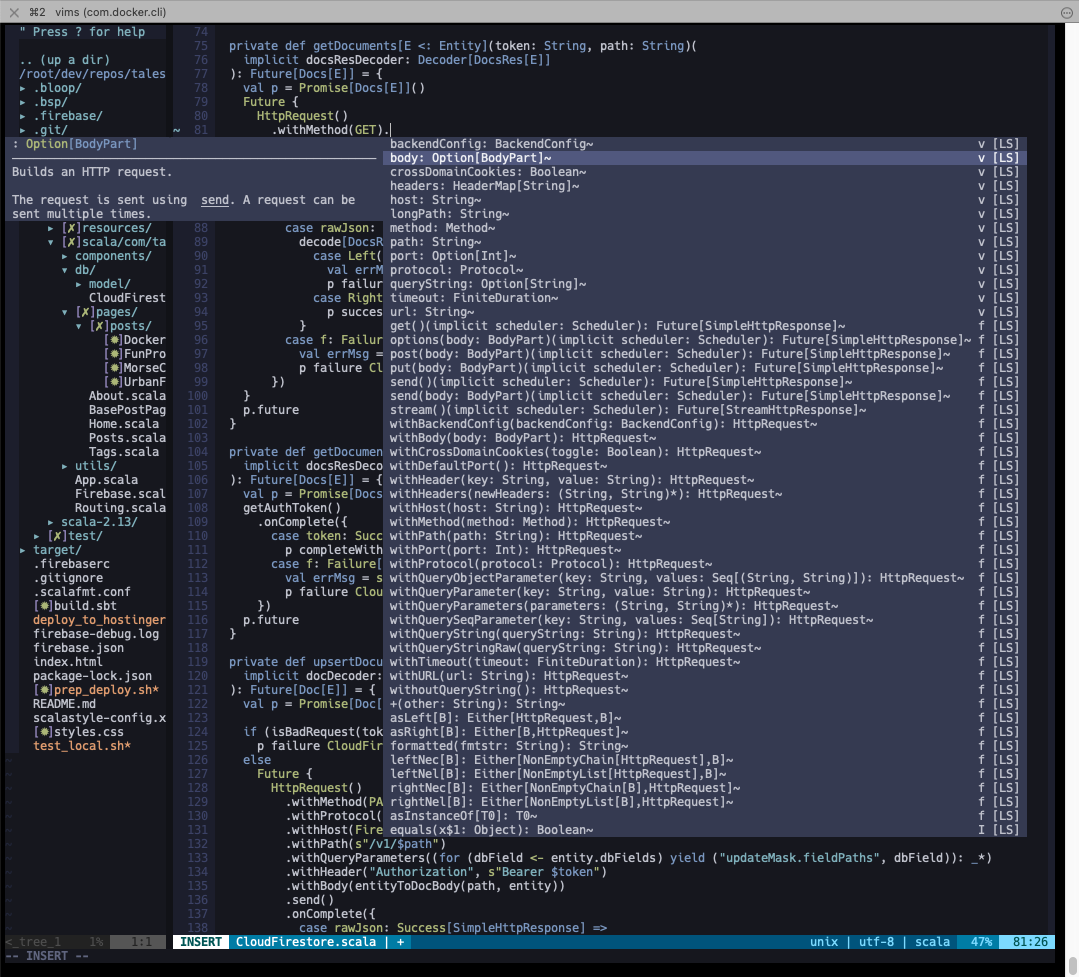 ⌘2 vims (com.docker.cli)
" Press ? for help
.. (up a dir)
/root/dev/repos/tales
▸ .bloop/
▸ .bsp/
▸ .firebase/
▸ .git/
74
75 private def getDocuments[E <: Entity](token: String, path: String)(
76 implicit docsResDecoder: Decoder[DocsRes[E]]
77 ): Future[Docs[E]] = {
78 val p = Promise[Docs[E]]()
79 Future {
80 HttpRequest()
~ 81 .withMethod(GET).
: Option[BodyPart]
Builds an HTTP request.
The request is sent using send. A request can be
sent multiple times.
backendConfig: BackendConfig~ v [LS]
body: Option[BodyPart]~ v [LS]
crossDomainCookies: Boolean~ v [LS]
headers: HeaderMap[String]~ v [LS]
host: String~ v [LS]
longPath: String~ v [LS]
method: Method~ v [LS]
path: String~ v [LS]
port: Option[Int]~ v [LS]
protocol: Protocol~ v [LS]
queryString: Option[String]~ v [LS]
timeout: FiniteDuration~ v [LS]
url: String~ v [LS]
get()(implicit scheduler: Scheduler): Future[SimpleHttpResponse]~ f [LS]
options(body: BodyPart)(implicit scheduler: Scheduler): Future[SimpleHttpResponse]~ f [LS]
post(body: BodyPart)(implicit scheduler: Scheduler): Future[SimpleHttpResponse]~ f [LS]
put(body: BodyPart)(implicit scheduler: Scheduler): Future[SimpleHttpResponse]~ f [LS]
send()(implicit scheduler: Scheduler): Future[SimpleHttpResponse]~ f [LS]
send(body: BodyPart)(implicit scheduler: Scheduler): Future[SimpleHttpResponse]~ f [LS]
stream()(implicit scheduler: Scheduler): Future[StreamHttpResponse]~ f [LS]
withBackendConfig(backendConfig: BackendConfig): HttpRequest~ f [LS]
withBody(body: BodyPart): HttpRequest~ f [LS]
withCrossDomainCookies(toggle: Boolean): HttpRequest~ f [LS]
withDefaultPort(): HttpRequest~ f [LS]
withHeader(key: String, value: String): HttpRequest~ f [LS]
withHeaders(newHeaders: (String, String)*): HttpRequest~ f [LS]
withHost(host: String): HttpRequest~ f [LS]
withMethod(method: Method): HttpRequest~ f [LS]
withPath(path: String): HttpRequest~ f [LS]
withPort(port: Int): HttpRequest~ f [LS]
withProtocol(protocol: Protocol): HttpRequest~ f [LS]
withQueryObjectParameter(key: String, values: Seq[(String, String)]): HttpRequest~ f [LS]
withQueryParameter(key: String, value: String): HttpRequest~ f [LS]
withQueryParameters(parameters: (String, String)*): HttpRequest~ f [LS]
withQuerySeqParameter(key: String, values: Seq[String]): HttpRequest~ f [LS]
withQueryString(queryString: String): HttpRequest~ f [LS]
withQueryStringRaw(queryString: String): HttpRequest~ f [LS]
withTimeout(timeout: FiniteDuration): HttpRequest~ f [LS]
withURL(url: String): HttpRequest~ f [LS]
withoutQueryString(): HttpRequest~ f [LS]
+(other: String): String~ f [LS]
asLeft[B]: Either[HttpRequest,B]~ f [LS]
asRight[B]: Either[B,HttpRequest]~ f [LS]
formatted(fmtstr: String): String~ f [LS]
leftNec[B]: Either[NonEmptyChain[HttpRequest],B]~ f [LS]
leftNel[B]: Either[NonEmptyList[HttpRequest],B]~ f [LS]
rightNec[B]: Either[NonEmptyChain[B],HttpRequest]~ f [LS]
rightNel[B]: Either[NonEmptyList[B],HttpRequest]~ f [LS]
asInstanceOf[T0]: T0~ f [LS]
equals(x$1: Object): Boolean~ I [LS]
▸ [✗]resources/
▾ [✗]scala/com/ta
▸ components/
▾ db/
▸ model/
CloudFirest
▾ [✗]pages/
▾ [✗]posts/
[✹]Docker
[✹]FunPro
[✹]MorseC
[✹]UrbanF
About.scala
BasePostPag
Home.scala
Posts.scala
Tags.scala
▸ utils/
App.scala
Firebase.scal
Routing.scala
▸ scala-2.13/
▸ [✗]test/
▸ target/
.firebaserc
.gitignore
.scalafmt.conf
[✹]build.sbt
deploy_to_hostinger
firebase-debug.log
firebase.json
index.html
package-lock.json
[✹]prep_deploy.sh*
README.md
scalastyle-config.x
[✹]styles.css
test_local.sh*
88 case rawJson:
89 decode[DocsR
90 case Left(
91 val errM
92 p failur
93 case Right
94 p succes
95 }
96 case f: Failur
97 val errMsg =
98 p failure Cl
99 })
100 }
101 p.future
102 }
103
104 private def getDocumen
105 implicit docsResDeco
106 ): Future[Docs[E]] = {
107 val p = Promise[Docs
108 getAuthToken()
109 .onComplete({
110 case token: Succ
111 p completeWith
112 case f: Failure[
113 val errMsg = s
114 p failure Clou
115 })
116 p.future
117 }
118
119 private def upsertDocu
120 implicit docDecoder:
121 ): Future[Doc[E]] = {
122 val p = Promise[Doc[
123
124 if (isBadRequest(tok
125 p failure CloudFir
126 else
127 Future {
128 HttpRequest()
129 .withMethod(PA
130 .withProtocol(
131 .withHost(Fire
132 .withPath(s"/v1/$path")
133 .withQueryParameters((for (dbField <- entity.dbFields) yield ("updateMask.fieldPaths", dbField)): _*)
134 .withHeader("Authorization", s"Bearer $token")
135 .withBody(entityToDocBody(path, entity))
136 .send()
137 .onComplete({
138 case rawJson: Success[SimpleHttpResponse] =>
<_tree_1 1% 1:1 INSERT CloudFirestore.scala | + unix | utf-8 | scala 47% 81:26
-- INSERT --